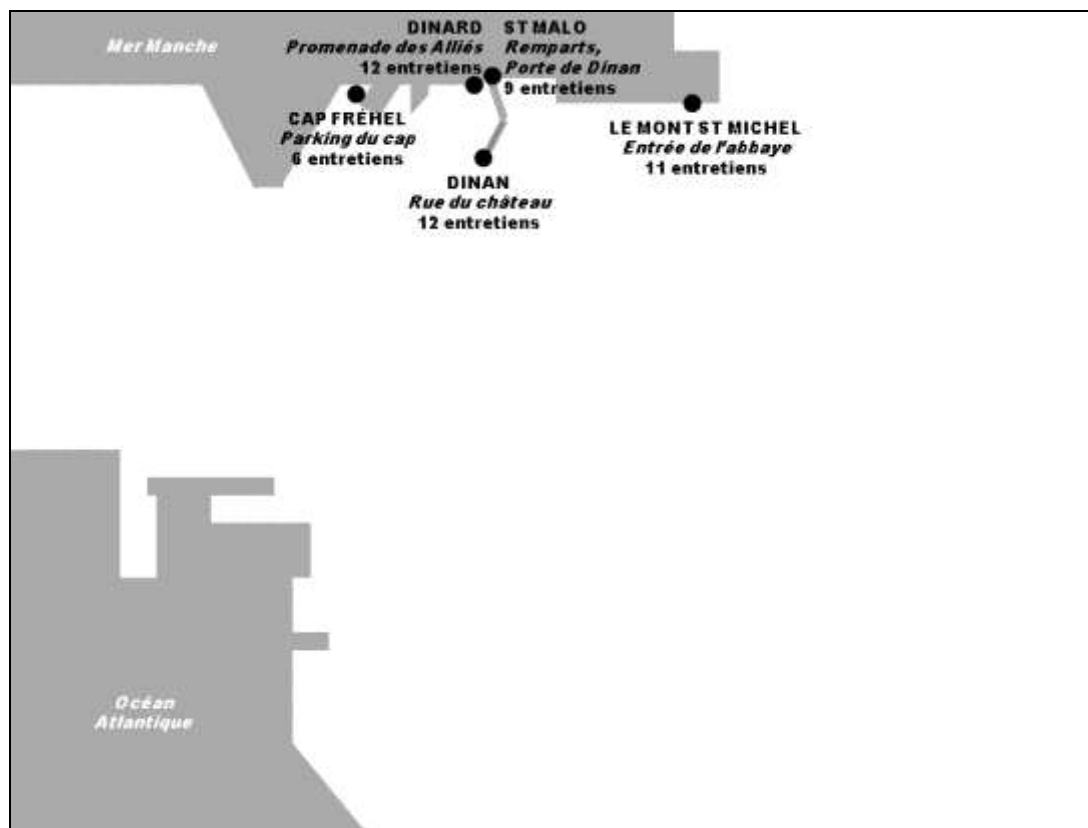 Mer Manche
DINARD
Promenade des Alliés
12 entretiens
ST MALO
Remparts,
Porte de Dinan
9 entretiens
CAP FRÉHEL
Parking du cap
6 entretiens
DINAN
Rue du château
12 entretiens
LE MONT ST MICHEL
Entrée de l'abbaye
11 entretiens
Océan
Atlantique